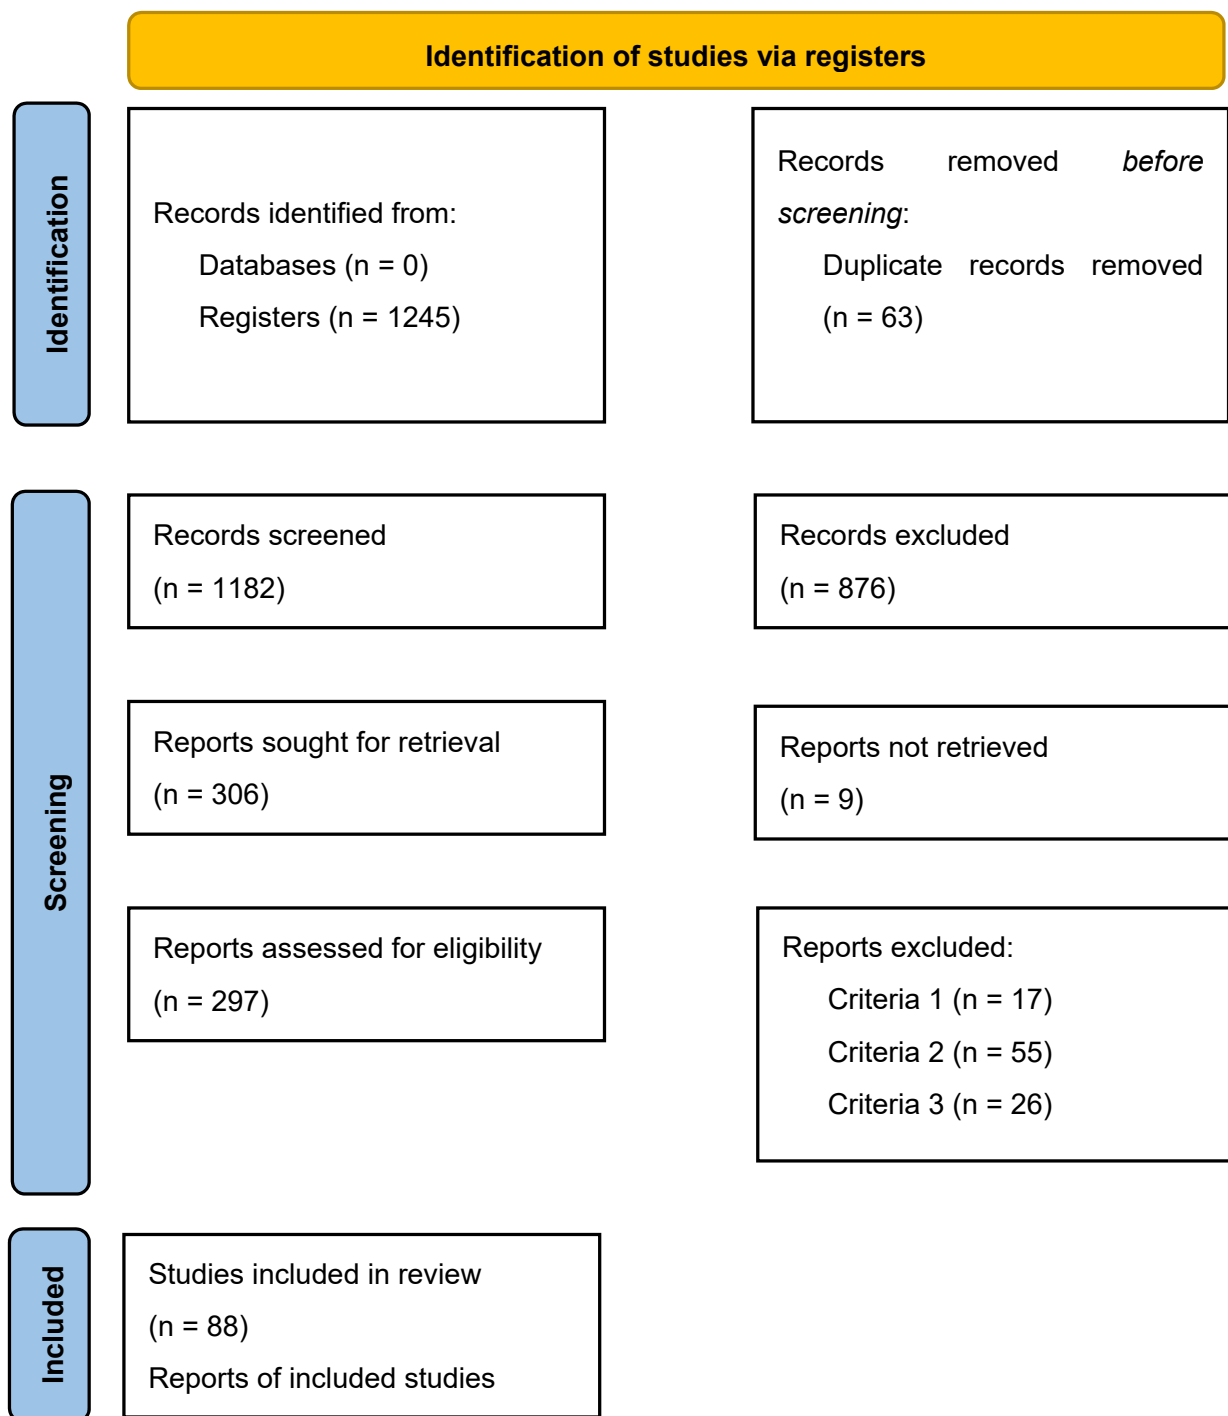 Identification of studies via registers
Identification
Records identified from:
Databases (n = 0)
Registers (n = 1245)
Records removed before
screening:
Duplicate records removed
(n = 63)
Screening
Records screened
(n = 1182)
Records excluded
(n = 876)
Reports sought for retrieval
(n = 306)
Reports not retrieved
(n = 9)
Reports assessed for eligibility
(n = 297)
Reports excluded:
Criteria 1 (n = 17)
Criteria 2 (n = 55)
Criteria 3 (n = 26)
Included
Studies included in review
(n = 88)
Reports of included studies